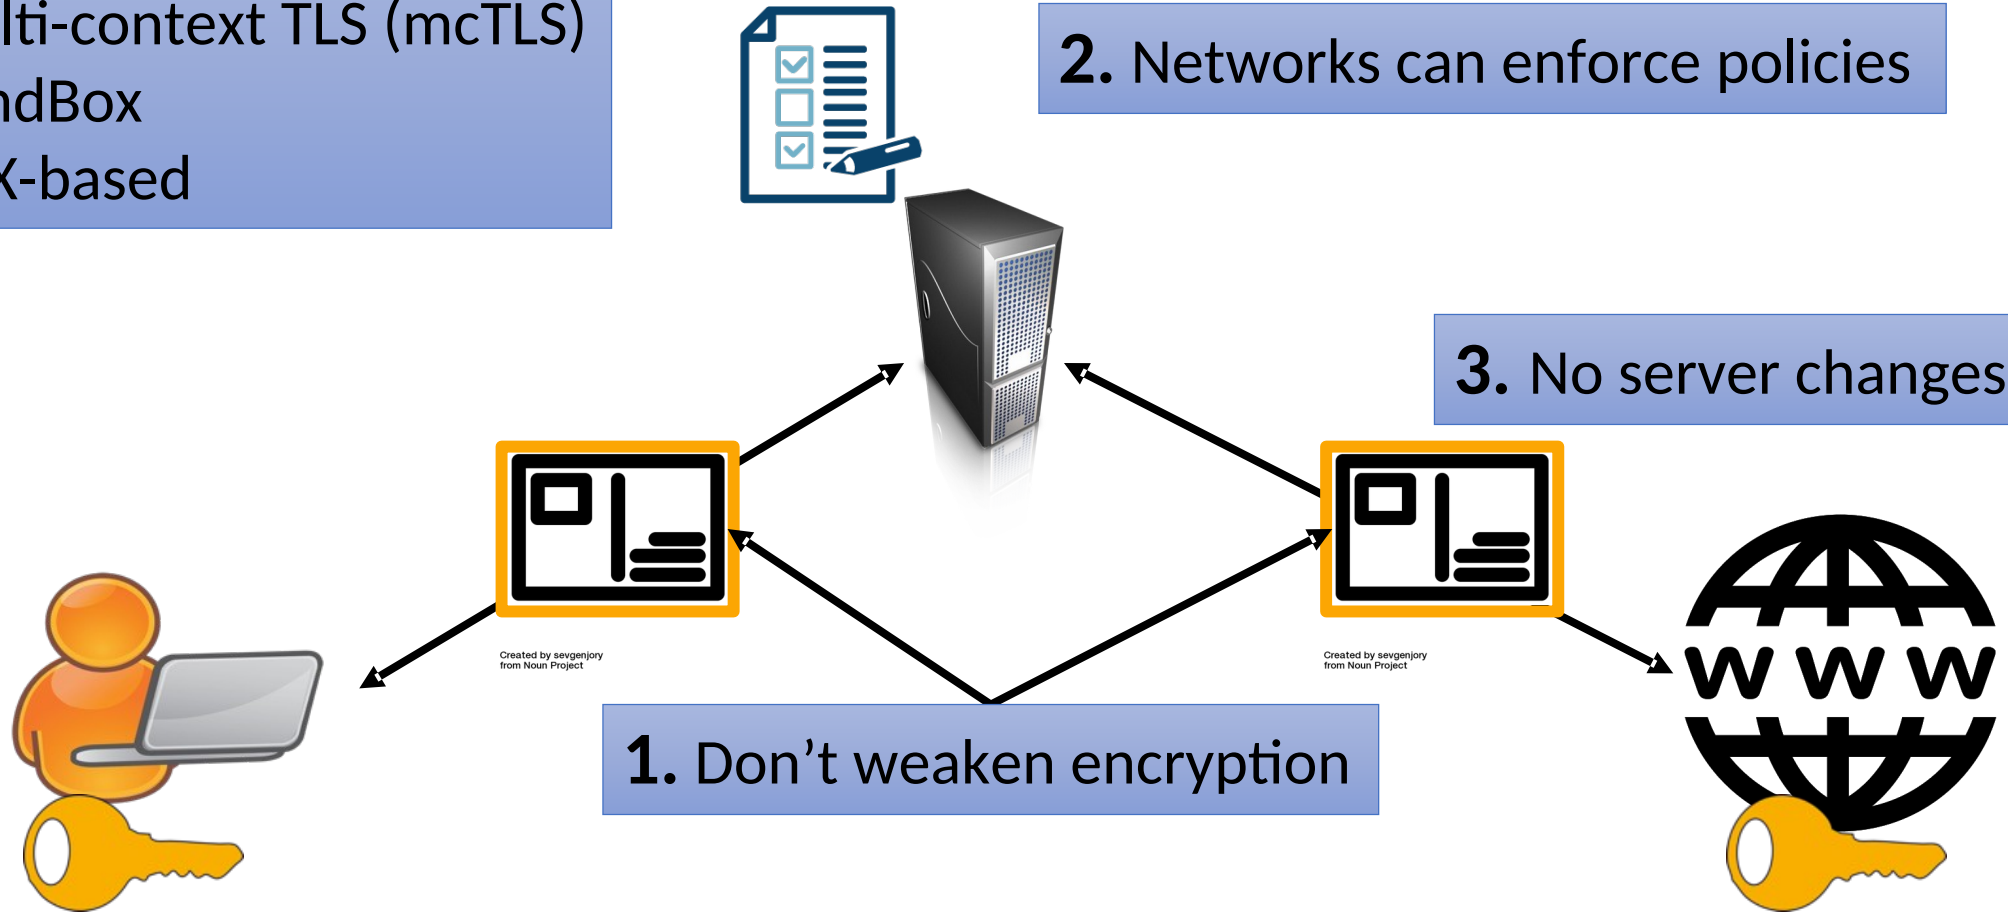 lti-context TLS (mcTLS)
ndBox
X-based
2. Networks can enforce policies
3. No server changes
Created by sevgenjory
from Noun Project
Created by sevgenjory
from Noun Project
W W W
1. Don’t weaken encryption